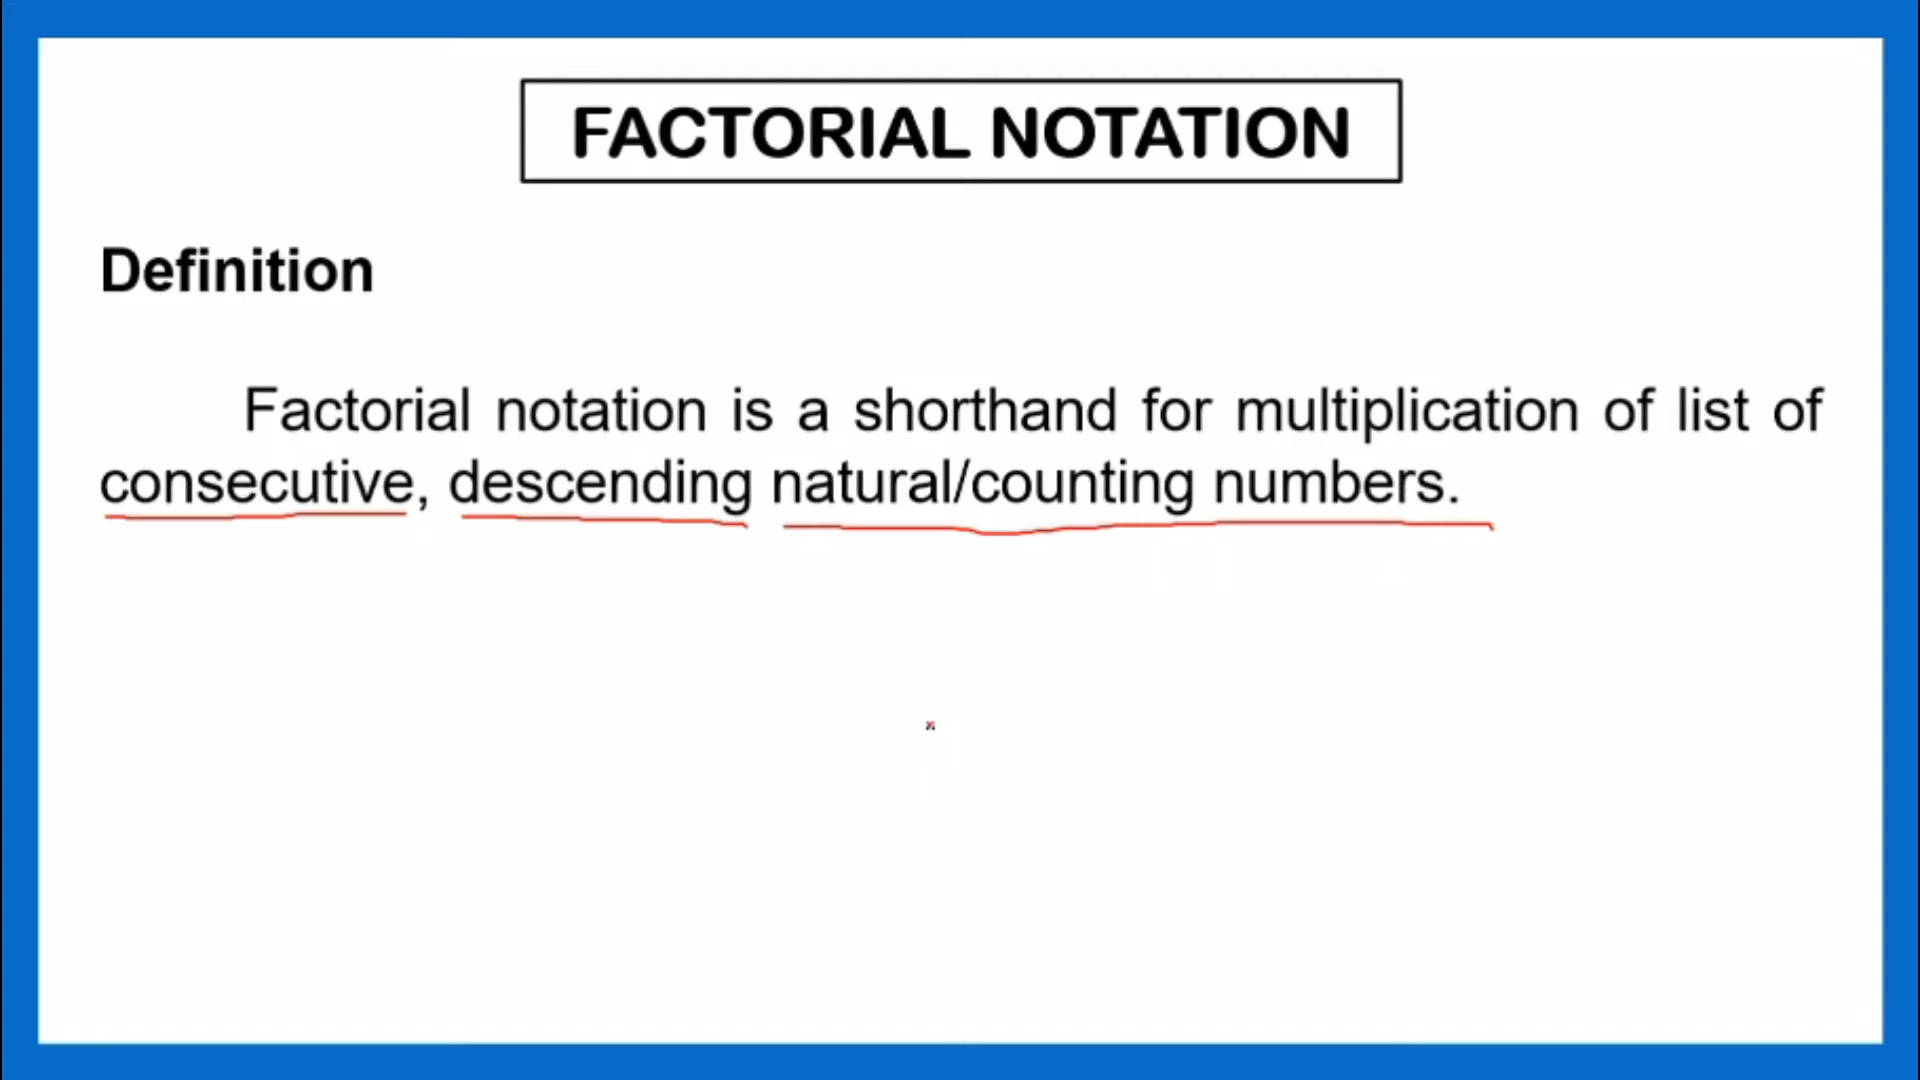 FACTORIAL NOTATION
Definition
Factorial notation is a shorthand for multiplication of list of
consecutive, descending natural/counting numbers.